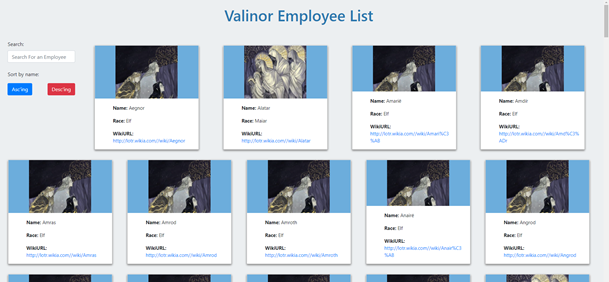 Valinor Employee List
Search:
Search For an Employee
Sort by name:
Asc'ing
Desc'ing
Name: Aegnor
Race: Elf
WikiURL:
http://lotr.wikia.com//wiki/Aegnor
Name: Alatar
Race: Maiar
WikiURL:
http://lotr.wikia.com//wiki/Alatar
Name: Amarië
Race: Elf
WikiURL:
http://lotr.wikia.com//wiki/Amari%C3
%AB
Name: Amdír
Race: Elf
WikiURL:
http://lotr.wikia.com//wiki/Amd%C3%
ADr
Name: Amras
Race: Elf
WikiURL:
http://lotr.wikia.com//wiki/Amras
Name: Amrod
Race: Elf
WikiURL:
http://lotr.wikia.com//wiki/Amrod
Name: Amroth
Race: Elf
WikiURL:
http://lotr.wikia.com//wiki/Amroth
Name: Anairë
Race: Elf
WikiURL:
http://lotr.wikia.com//wiki/Anair%C3
%AB
Name: Angrod
Race: Elf
WikiURL:
http://lotr.wikia.com//wiki/Angrod